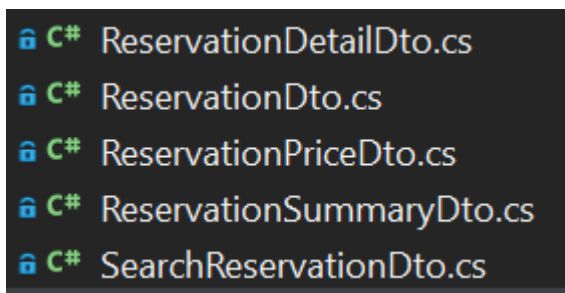 C# ReservationDetailDto.cs
C# ReservationDto.cs
C# ReservationPriceDto.cs
C# ReservationSummaryDto.cs
C# SearchReservationDto.cs